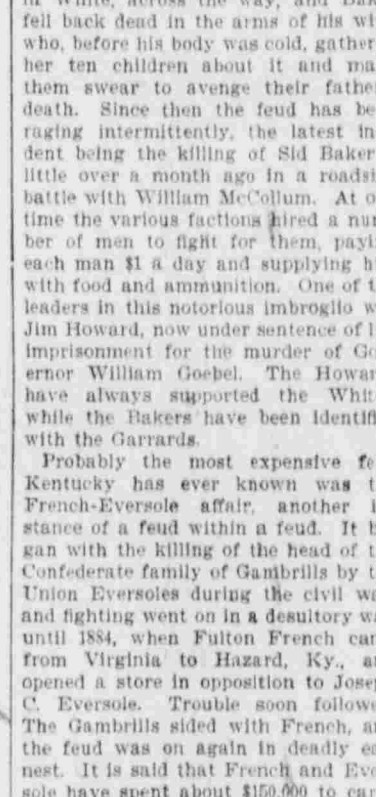 in White, across the way, and Bak
fell back dead in the arms of his wi
who, before his body was cold, gather
her ten children about it and ma
them swear to avenge their fathe
death. Since then the feud has be
raging intermittently, the latest in
dent being the killing of Sid Baker
little over a month ago in a roadsi
battle with William McCollum. At o
time the various factions hired a nu
ber of men to fight for them, payi
each man $1 a day and supplying h
with food and ammunition. One of t
leaders in this notorious imbroglio w
Jim Howard, now under sentence of l
imprisonment for the murder of Go
ernor William Goebel. The Howar
have always supported the Whit
while the Bakers have been identifi
with the Garrards.
Probably the most expensive fe
Kentucky has ever known was t
French-Eversole affair, another i
stance of a feud within a feud. It b
gan with the killing of the head of t
Confederate family of Gambrills by t
Union Eversoles during the civil wa
and fighting went on in a desultory w
until 1884, when Fulton French ca
from Virginia to Hazard, Ky., a
opened a store in opposition to Josep
C. Eversole. Trouble soon followe
The Gambrills sided with French, a
the feud was on again in deadly ea
nest. It is said that French and Eve
sole have spent about $150,000 to car